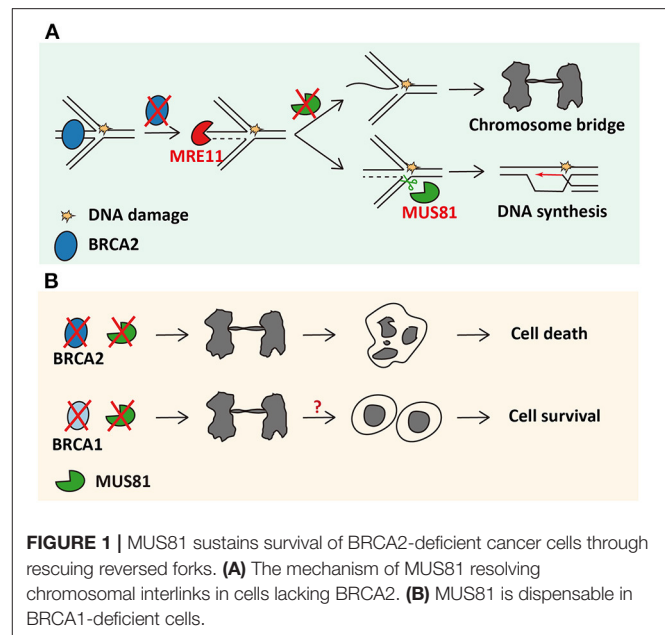 A
BRCA2
MRE11
MUS81
Chromosome bridge
DNA synthesis
DNA damage
BRCA2
B
BRCA2
Cell death
?
BRCA1
Cell survival
MUS81
FIGURE 1 | MUS81 sustains survival of BRCA2-deficient cancer cells through
rescuing reversed forks. (A) The mechanism of MUS81 resolving
chromosomal interlinks in cells lacking BRCA2. (B) MUS81 is dispensable in
BRCA1-deficient cells.